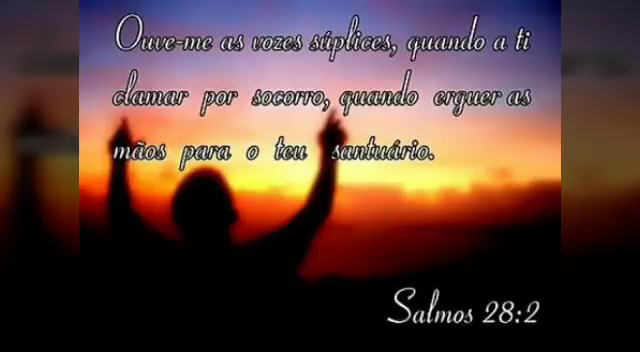 Ouve-me as vozes súplices, quando a ti
clamar por socorro, quando erguer as
mãos para o teu santuário.
Salmos 28:2